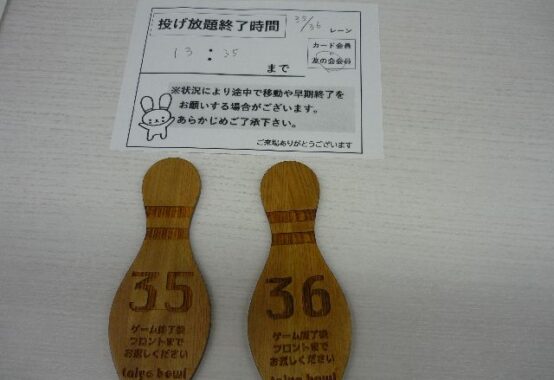 投げ放題終了時間
35/36 レーン
13:35
まで
カード会員
友の会会員
※状況により途中で移動や早期終了を
お願いする場合がございます。
あらかじめご了承下さい。
ご来場ありがとうございます
35
ゲーム終了後
フロントまで
お戻しください
36
ゲーム終了後
フロントまで
お戻しください